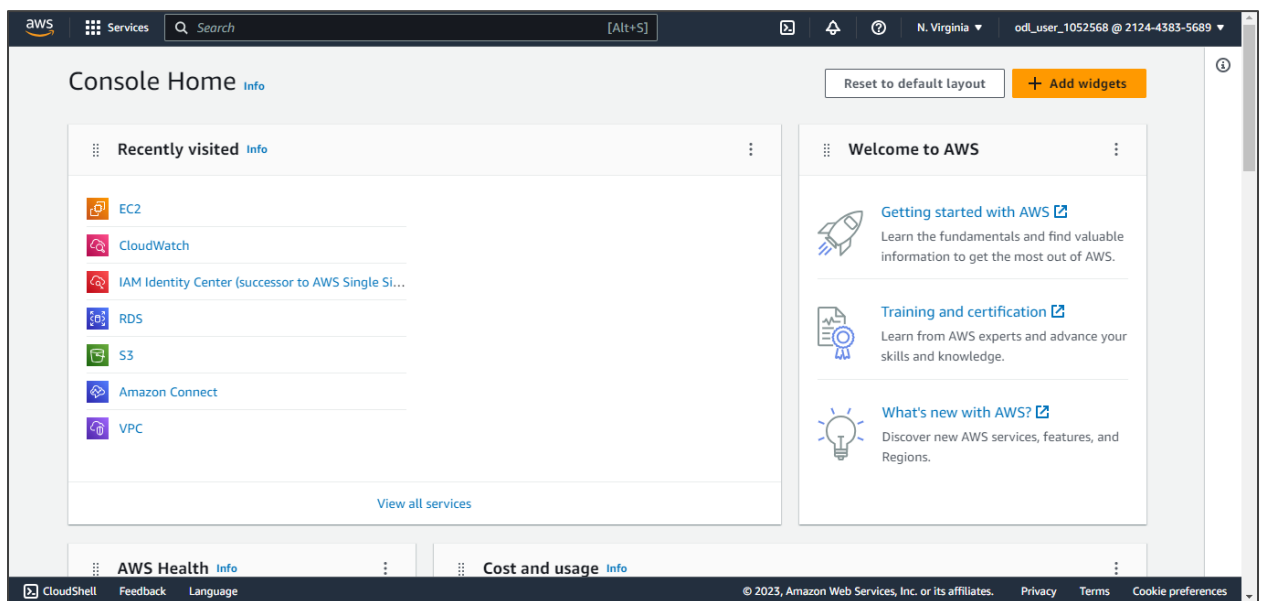 aws Services Search [Alt+S] N. Virginia ▼ odl_user_1052568 @ 2124-4383-5689 ▼
Console Home Info
Reset to default layout
+ Add widgets
Recently visited Info
EC2
CloudWatch
IAM Identity Center (successor to AWS Single Si...
RDS
S3
Amazon Connect
VPC
View all services
Welcome to AWS
Getting started with AWS
Learn the fundamentals and find valuable
information to get the most out of AWS.
Training and certification
Learn from AWS experts and advance your
skills and knowledge.
What's new with AWS?
Discover new AWS services, features, and
Regions.
AWS Health Info
Cost and usage Info
CloudShell Feedback Language © 2023, Amazon Web Services, Inc. or its affiliates. Privacy Terms Cookie preferences